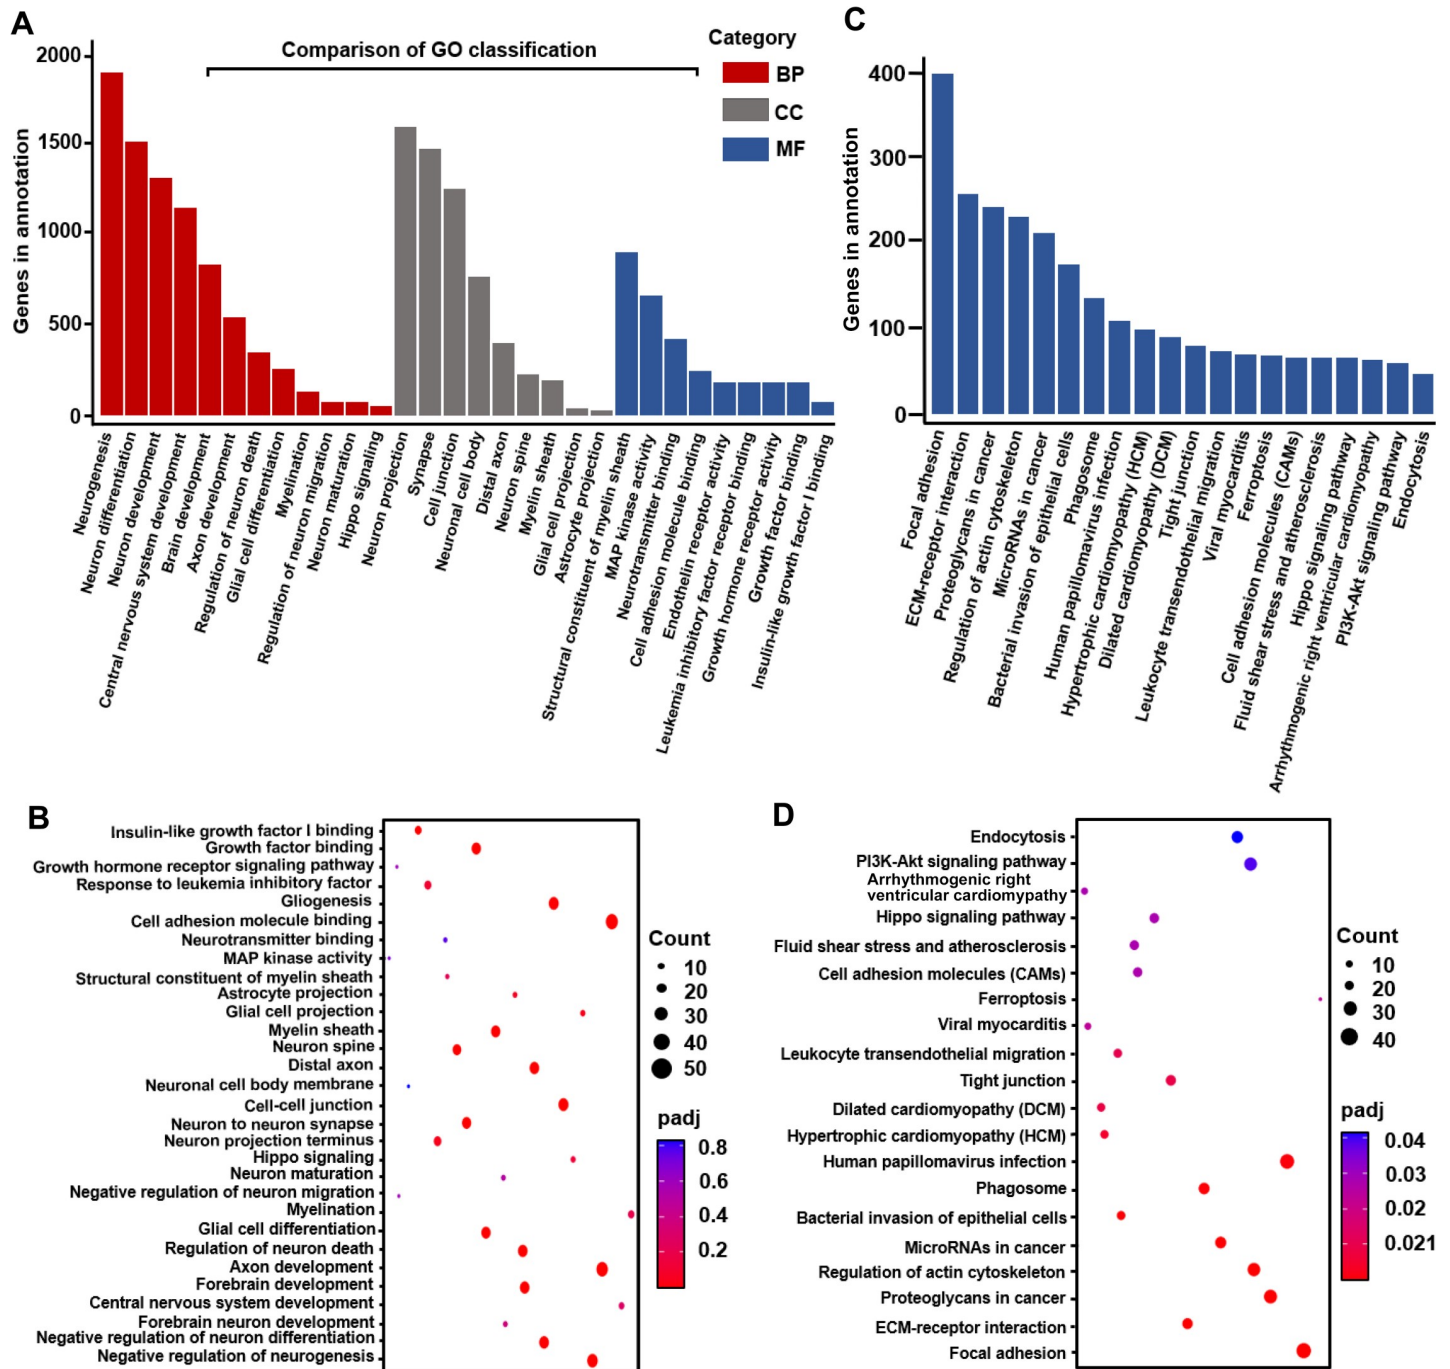 A
Comparison of GO classification
Category
BP
CC
MF
Genes in annotation
2000
1500
1000
500
0
Neurogenesis
Neuron differentiation
Neuron development
Central nervous system development
Brain development
Axon development
Regulation of neuron death
Glial cell differentiation
Myelination
Regulation of neuron migration
Neuron maturation
Hippo signaling
Neuron projection
Synapse
Cell junction
Neuronal cell body
Distal axon
Neuron spine
Myelin sheath
Glial cell projection
Astrocyte projection
Structural constituent of myelin sheath
MAP kinase activity
Neurotransmitter binding
Cell adhesion molecule binding
Endothelin receptor activity
Leukemia inhibitory factor receptor binding
Growth hormone receptor activity
Growth factor binding
Insulin-like growth factor I binding
C
Genes in annotation
400
300
200
100
0
Focal adhesion
ECM-receptor interaction
Proteoglycans in cancer
Regulation of actin cytoskeleton
MicroRNAs in cancer
Bacterial invasion of epithelial cells
Phagosome
Human papillomavirus infection
Hypertrophic cardiomyopathy (HCM)
Dilated cardiomyopathy (DCM)
Tight junction
Leukocyte transendothelial migration
Viral myocarditis
Ferroptosis
Cell adhesion molecules (CAMs)
Fluid shear stress and atherosclerosis
Hippo signaling pathway
Arrhythmogenic right ventricular cardiomyopathy
PI3K-Akt signaling pathway
Endocytosis
B
Insulin-like growth factor I binding
Growth factor binding
Growth hormone receptor signaling pathway
Response to leukemia inhibitory factor
Gliogenesis
Cell adhesion molecule binding
Neurotransmitter binding
MAP kinase activity
Structural constituent of myelin sheath
Astrocyte projection
Glial cell projection
Myelin sheath
Neuron spine
Distal axon
Neuronal cell body membrane
Cell-cell junction
Neuron to neuron synapse
Neuron projection terminus
Hippo signaling
Neuron maturation
Negative regulation of neuron migration
Myelination
Glial cell differentiation
Regulation of neuron death
Axon development
Forebrain development
Central nervous system development
Forebrain neuron development
Negative regulation of neuron differentiation
Negative regulation of neurogenesis
Count
10
20
30
40
50
padj
0.8
0.6
0.4
0.2
D
Endocytosis
PI3K-Akt signaling pathway
Arrhythmogenic right
ventricular cardiomypathy
Hippo signaling pathway
Fluid shear stress and atherosclerosis
Cell adhesion molecules (CAMs)
Ferroptosis
Viral myocarditis
Leukocyte transendothelial migration
Tight junction
Dilated cardiomyopathy (DCM)
Hypertrophic cardiomyopathy (HCM)
Human papillomavirus infection
Phagosome
Bacterial invasion of epithelial cells
MicroRNAs in cancer
Regulation of actin cytoskeleton
Proteoglycans in cancer
ECM-receptor interaction
Focal adhesion
Count
10
20
30
40
padj
0.04
0.03
0.02
0.021